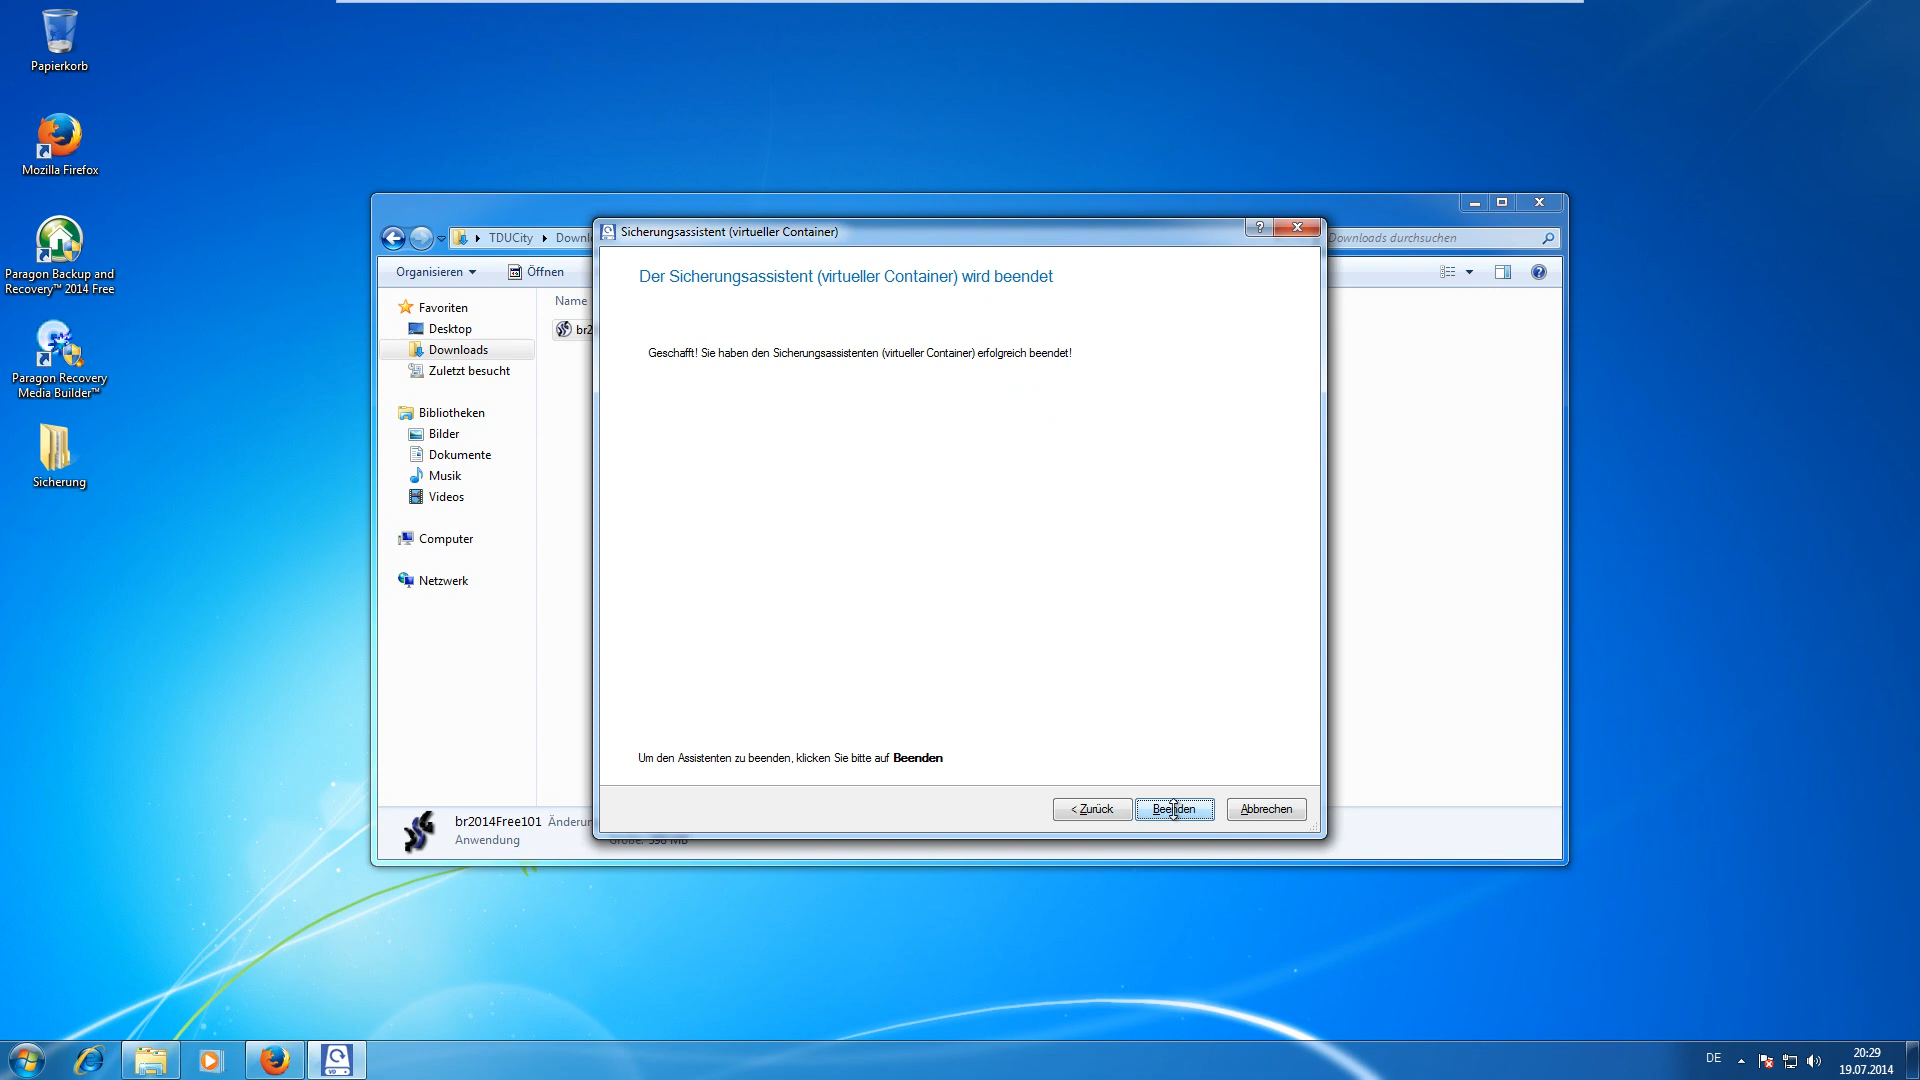 Papierkorb
Mozilla Firefox
Paragon Backup and
Recovery™ 2014 Free
Paragon Recovery
Media Builder™
Sicherung
TDUCity
Downloads durchsuchen
Organisieren
Öffnen
Name
Favoriten
Desktop
Downloads
Zuletzt besucht
Bibliotheken
Bilder
Dokumente
Musik
Videos
Computer
Netzwerk
br2014Free101
Anwendung
Sicherungsassistent (virtueller Container)
Der Sicherungsassistent (virtueller Container) wird beendet
Geschafft! Sie haben den Sicherungsassistenten (virtueller Container) erfolgreich beendet!
Um den Assistenten zu beenden, klicken Sie bitte auf Beenden
< Zurück
Beenden
Abbrechen
DE
20:29
19.07.2014